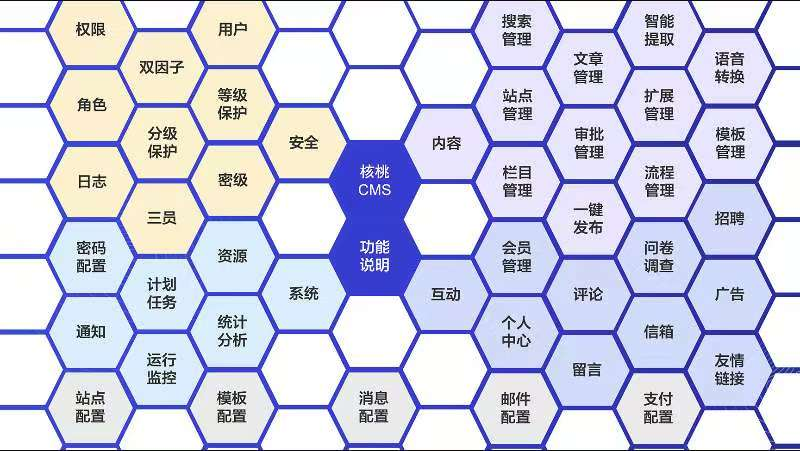 权限
用户
搜索
管理
智能
提取
双因子
文章
管理
语音
转换
角色
等级
保护
站点
管理
扩展
管理
分级
保护
安全
内容
审批
管理
模板
管理
日志
密级
核桃
CMS
栏目
管理
流程
管理
三员
一键
发布
招聘
密码
配置
资源
功能
说明
会员
管理
问卷
调查
计划
任务
系统
互动
评论
广告
通知
统计
分析
个人
中心
信箱
运行
监控
留言
友情
链接
站点
配置
模板
配置
消息
配置
邮件
配置
支付
配置